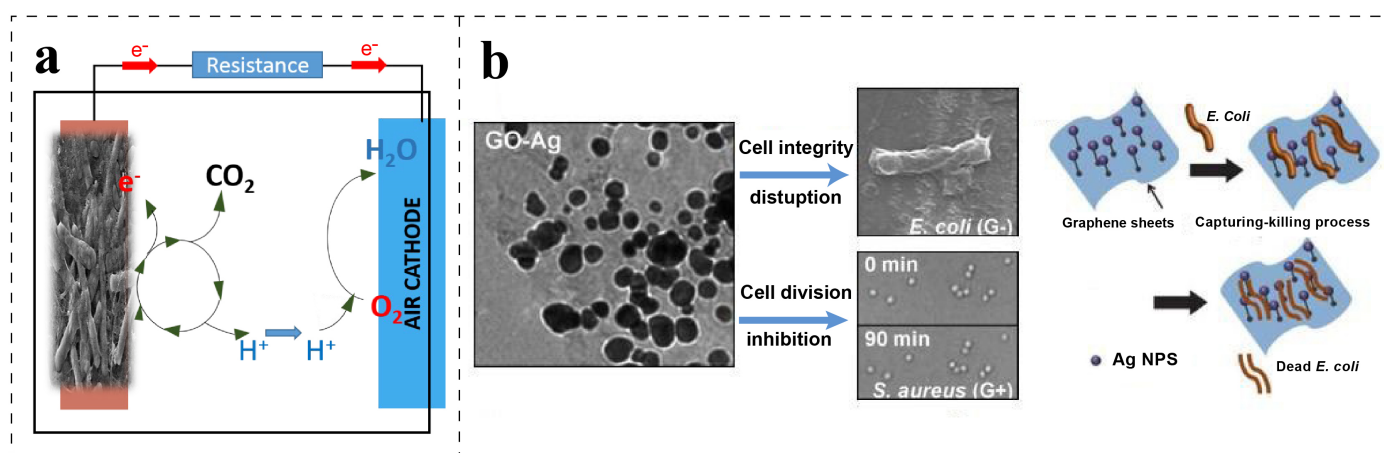 a
e-
Resistance
e-
H2O
e-
CO2
O2
AIR CATHODE
H+
H+
b
GO-Ag
Cell integrity
distuption
E. coli (G-)
Cell division
inhibition
0 min
90 min
S. aureus (G+)
E. Coli
Graphene sheets
Capturing-killing process
Ag NPS
Dead E. coli